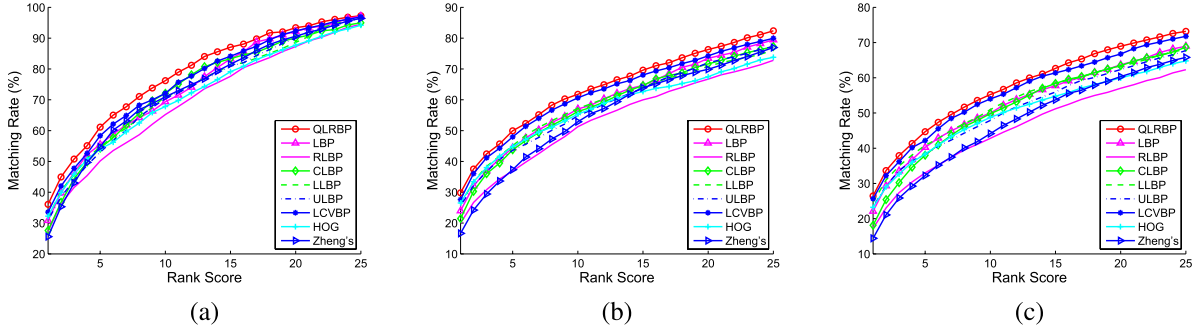 100
90
80
70
60
50
40
30
20
5 10 15 20 25
Matching Rate (%)
Rank Score
QLRBP
LBP
RLBP
CLBP
LLBP
ULBP
LCVBP
HOG
Zheng's
(a)
90
80
70
60
50
40
30
20
10
5 10 15 20 25
Matching Rate (%)
Rank Score
QLRBP
LBP
RLBP
CLBP
LLBP
ULBP
LCVBP
HOG
Zheng's
(b)
80
70
60
50
40
30
20
10
5 10 15 20 25
Matching Rate (%)
Rank Score
QLRBP
LBP
RLBP
CLBP
LLBP
ULBP
LCVBP
HOG
Zheng's
(c)